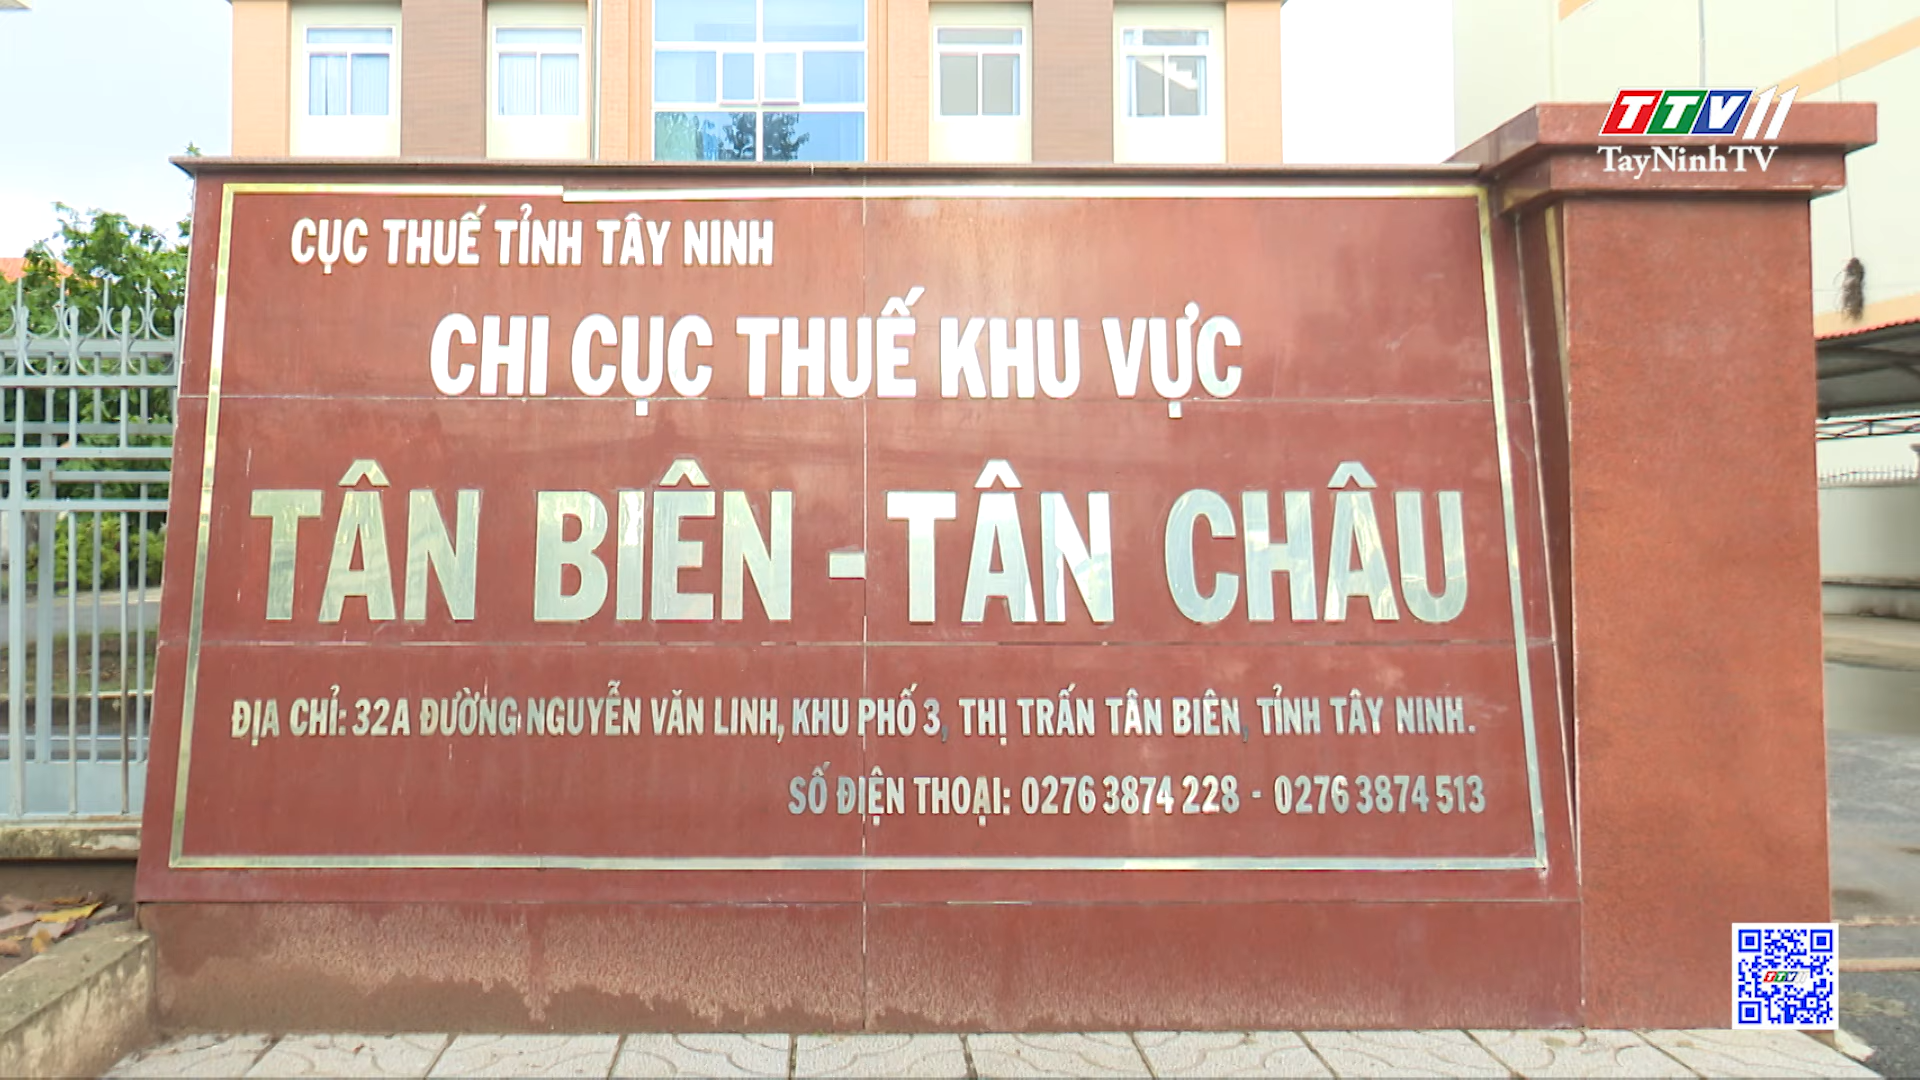 TTV11
TayNinhTV
CỤC THUẾ TỈNH TÂY NINH
CHI CỤC THUẾ KHU VỰC
TÂN BIÊN - TÂN CHÂU
ĐỊA CHỈ: 32A ĐƯỜNG NGUYỄN VĂN LINH, KHU PHỐ 3, THỊ TRẤN TÂN BIÊN, TỈNH TÂY NINH.
SỐ ĐIỆN THOẠI: 0276 3874 228 - 0276 3874 513
TTV11